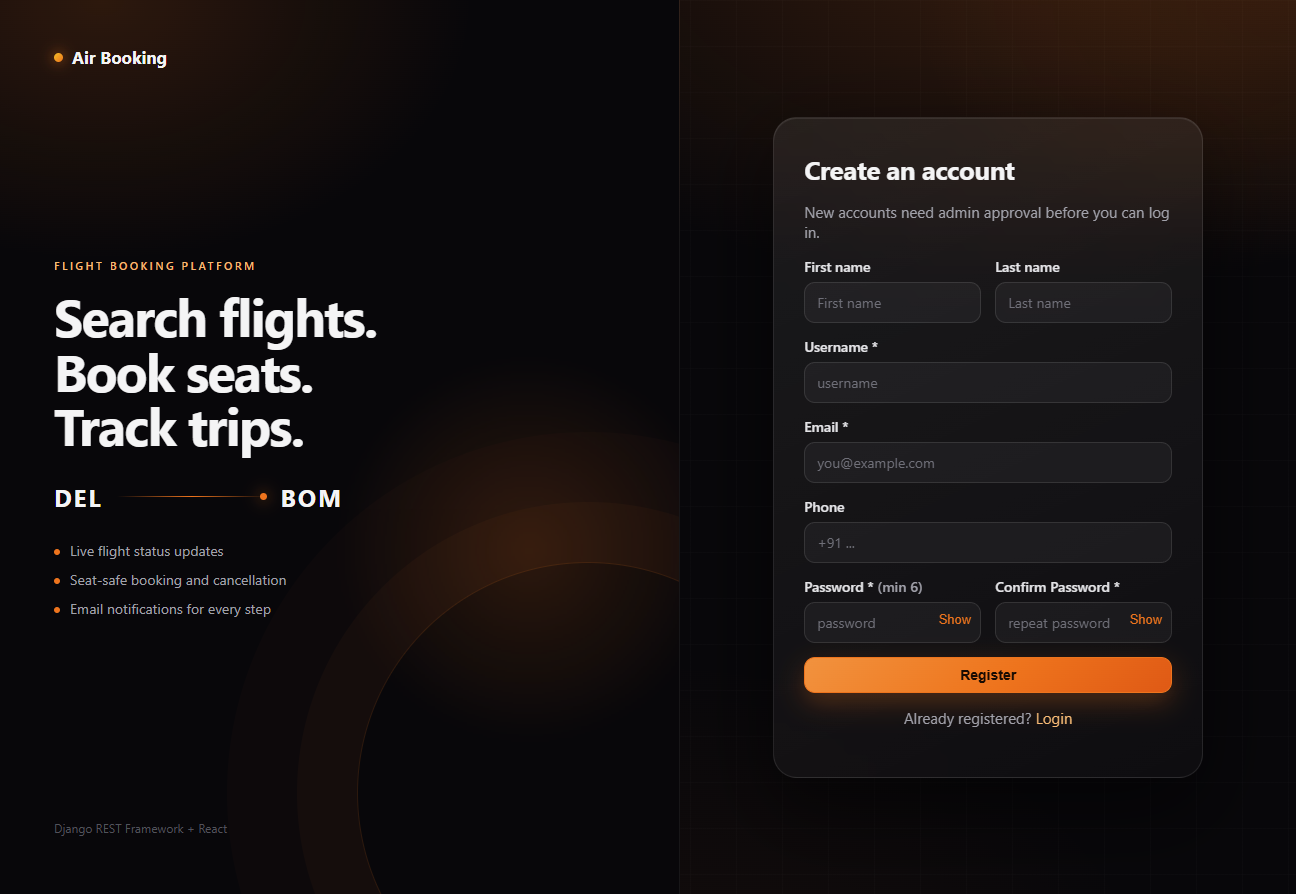 Air Booking
FLIGHT BOOKING PLATFORM
Search flights.
Book seats.
Track trips.
DEL BOM
Live flight status updates
Seat-safe booking and cancellation
Email notifications for every step
Django REST Framework + React
Create an account
New accounts need admin approval before you can log
in.
First name Last name
First name Last name
Username *
username
Email *
you@example.com
Phone
+91 ...
Password * (min 6) Confirm Password *
password Show repeat password Show
Register
Already registered? Login